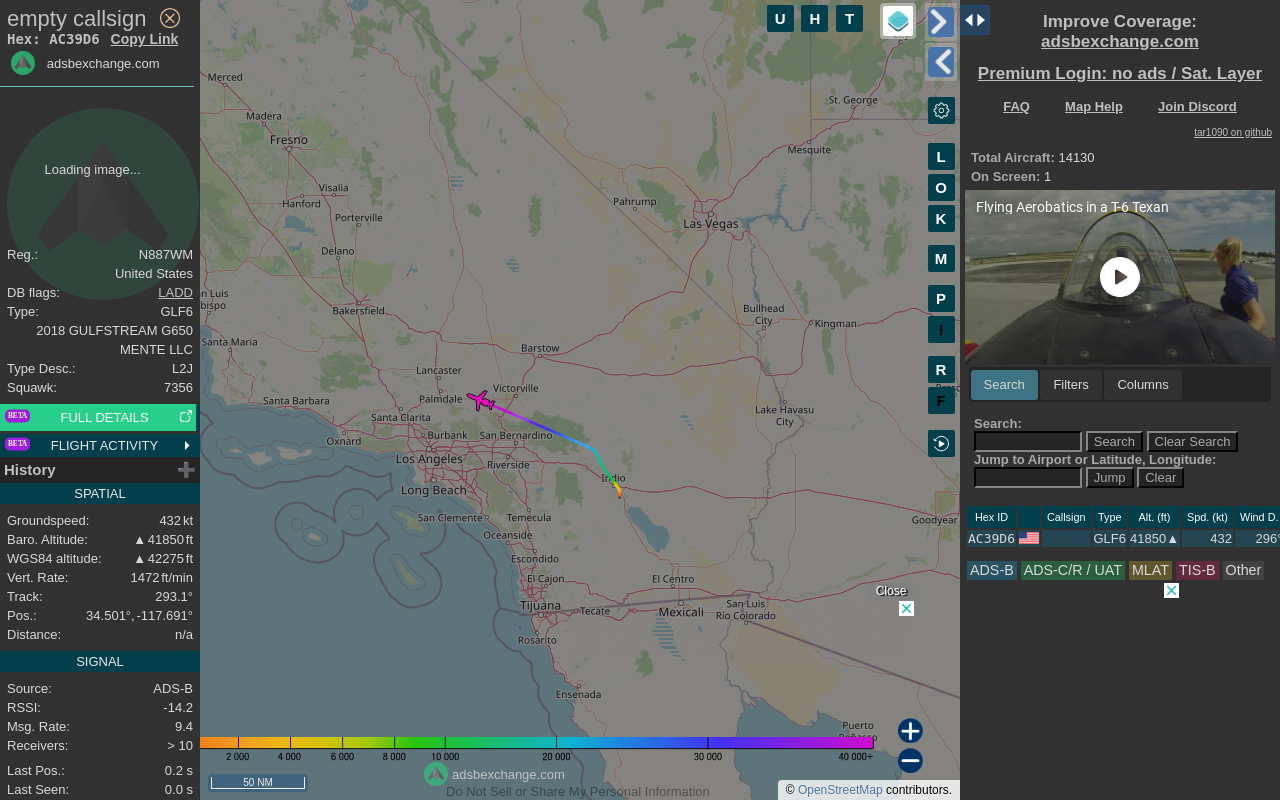 empty callsign
Hex: AC39D6 Copy Link
adsbexchange.com
Loading image...
Reg.: N887WM
United States
DB flags: LADD
Type: GLF6
2018 GULFSTREAM G650
MENTE LLC
Type Desc.: L2J
Squawk: 7356
BETA FULL DETAILS
BETA FLIGHT ACTIVITY
History
SPATIAL
Groundspeed: 432 kt
Baro. Altitude: ▲ 41850 ft
WGS84 altitude: ▲ 42275 ft
Vert. Rate: 1472 ft/min
Track: 293.1°
Pos.: 34.501°, -117.691°
Distance: n/a
SIGNAL
Source: ADS-B
RSSI: -14.2
Msg. Rate: 9.4
Receivers: > 10
Last Pos.: 0.2 s
Last Seen: 0.0 s
U H T
L
O
K
M
P
I
R
F
Merced
Madera
Fresno
Visalia
Hanford
Porterville
Delano
Bakersfield
Santa Maria
Santa Barbara
Lancaster
Palmdale
Santa Clarita
Oxnard
Burbank
Los Angeles
Long Beach
San Clemente
Barstow
Victorville
San Bernardino
Riverside
Indio
Temecula
Oceanside
Escondido
El Cajon
Tijuana
Tecate
Rosarito
Ensenada
El Centro
Mexicali
San Luis
Río Colorado
St. George
Mesquite
Pahrump
Las Vegas
Bullhead
City
Kingman
Lake Havasu
City
Goodyear
Puerto
Peñasco
Close
2 000 4 000 6 000 8 000 10 000 20 000 30 000 40 000+
50 NM
adsbexchange.com
Do Not Sell or Share My Personal Information
© OpenStreetMap contributors.
Improve Coverage:
adsbexchange.com
Premium Login: no ads / Sat. Layer
FAQ Map Help Join Discord
tar1090 on github
Total Aircraft: 14130
On Screen: 1
Flying Aerobatics in a T-6 Texan
Search Filters Columns
Search:
Search Clear Search
Jump to Airport or Latitude, Longitude:
Jump Clear
Hex ID Callsign Type Alt. (ft) Spd. (kt) Wind D.
AC39D6 GLF6 41850▲ 432 296°
ADS-B ADS-C/R / UAT MLAT TIS-B Other